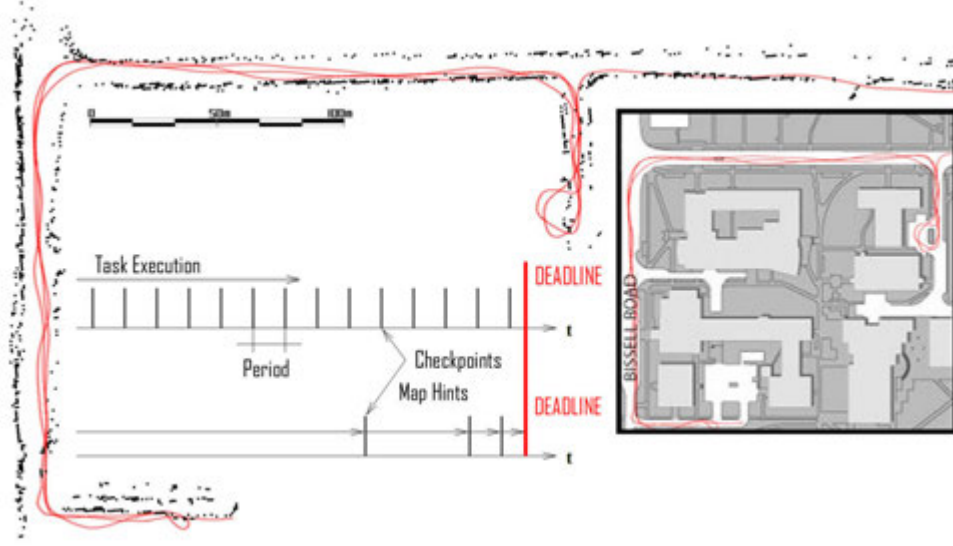 0 50m 100m
Task Execution
DEADLINE
t
Period
Checkpoints
Map Hints
DEADLINE
t
BISSELL ROAD